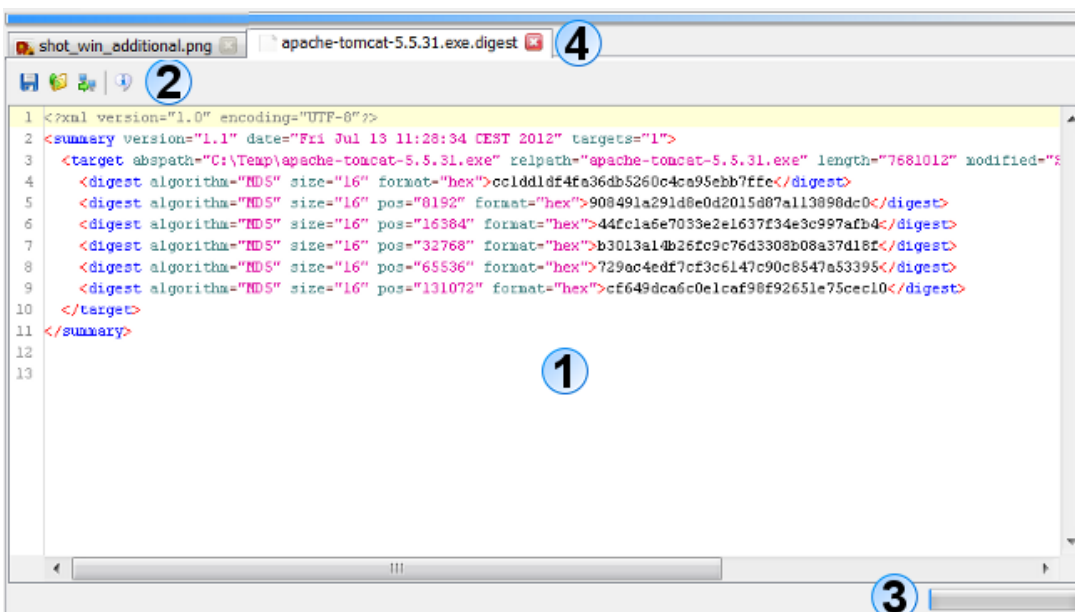 4
shot_win_additional.png apache-tomcat-5.5.31.exe.digest
2
1 <?xml version="1.0" encoding="UTF-8"?>
2 <summary version="1.1" date="Fri Jul 13 11:28:34 CEST 2012" targets="1">
3 <target abspath="C:\Temp\apache-tomcat-5.5.31.exe" relpath="apache-tomcat-5.5.31.exe" length="7681012" modified="
4 <digest algorithm="MD5" size="16" format="hex">cc1dd1df4fa36db5260c4ca95ebb7ffe</digest>
5 <digest algorithm="MD5" size="16" pos="8192" format="hex">908491a291d8e0d2015d87a113898dc0</digest>
6 <digest algorithm="MD5" size="16" pos="16384" format="hex">44fc1a6e7033e2e1637f34e3c997afb4</digest>
7 <digest algorithm="MD5" size="16" pos="32768" format="hex">b3013a14b26fc9c76d3308b08a37d18f</digest>
8 <digest algorithm="MD5" size="16" pos="65536" format="hex">729ac4edf7cf3c6147c90c8547a53395</digest>
9 <digest algorithm="MD5" size="16" pos="131072" format="hex">cf649dca6c0e1caf98f92651e75cec10</digest>
10 </target>
11 </summary>
12
13
1
3